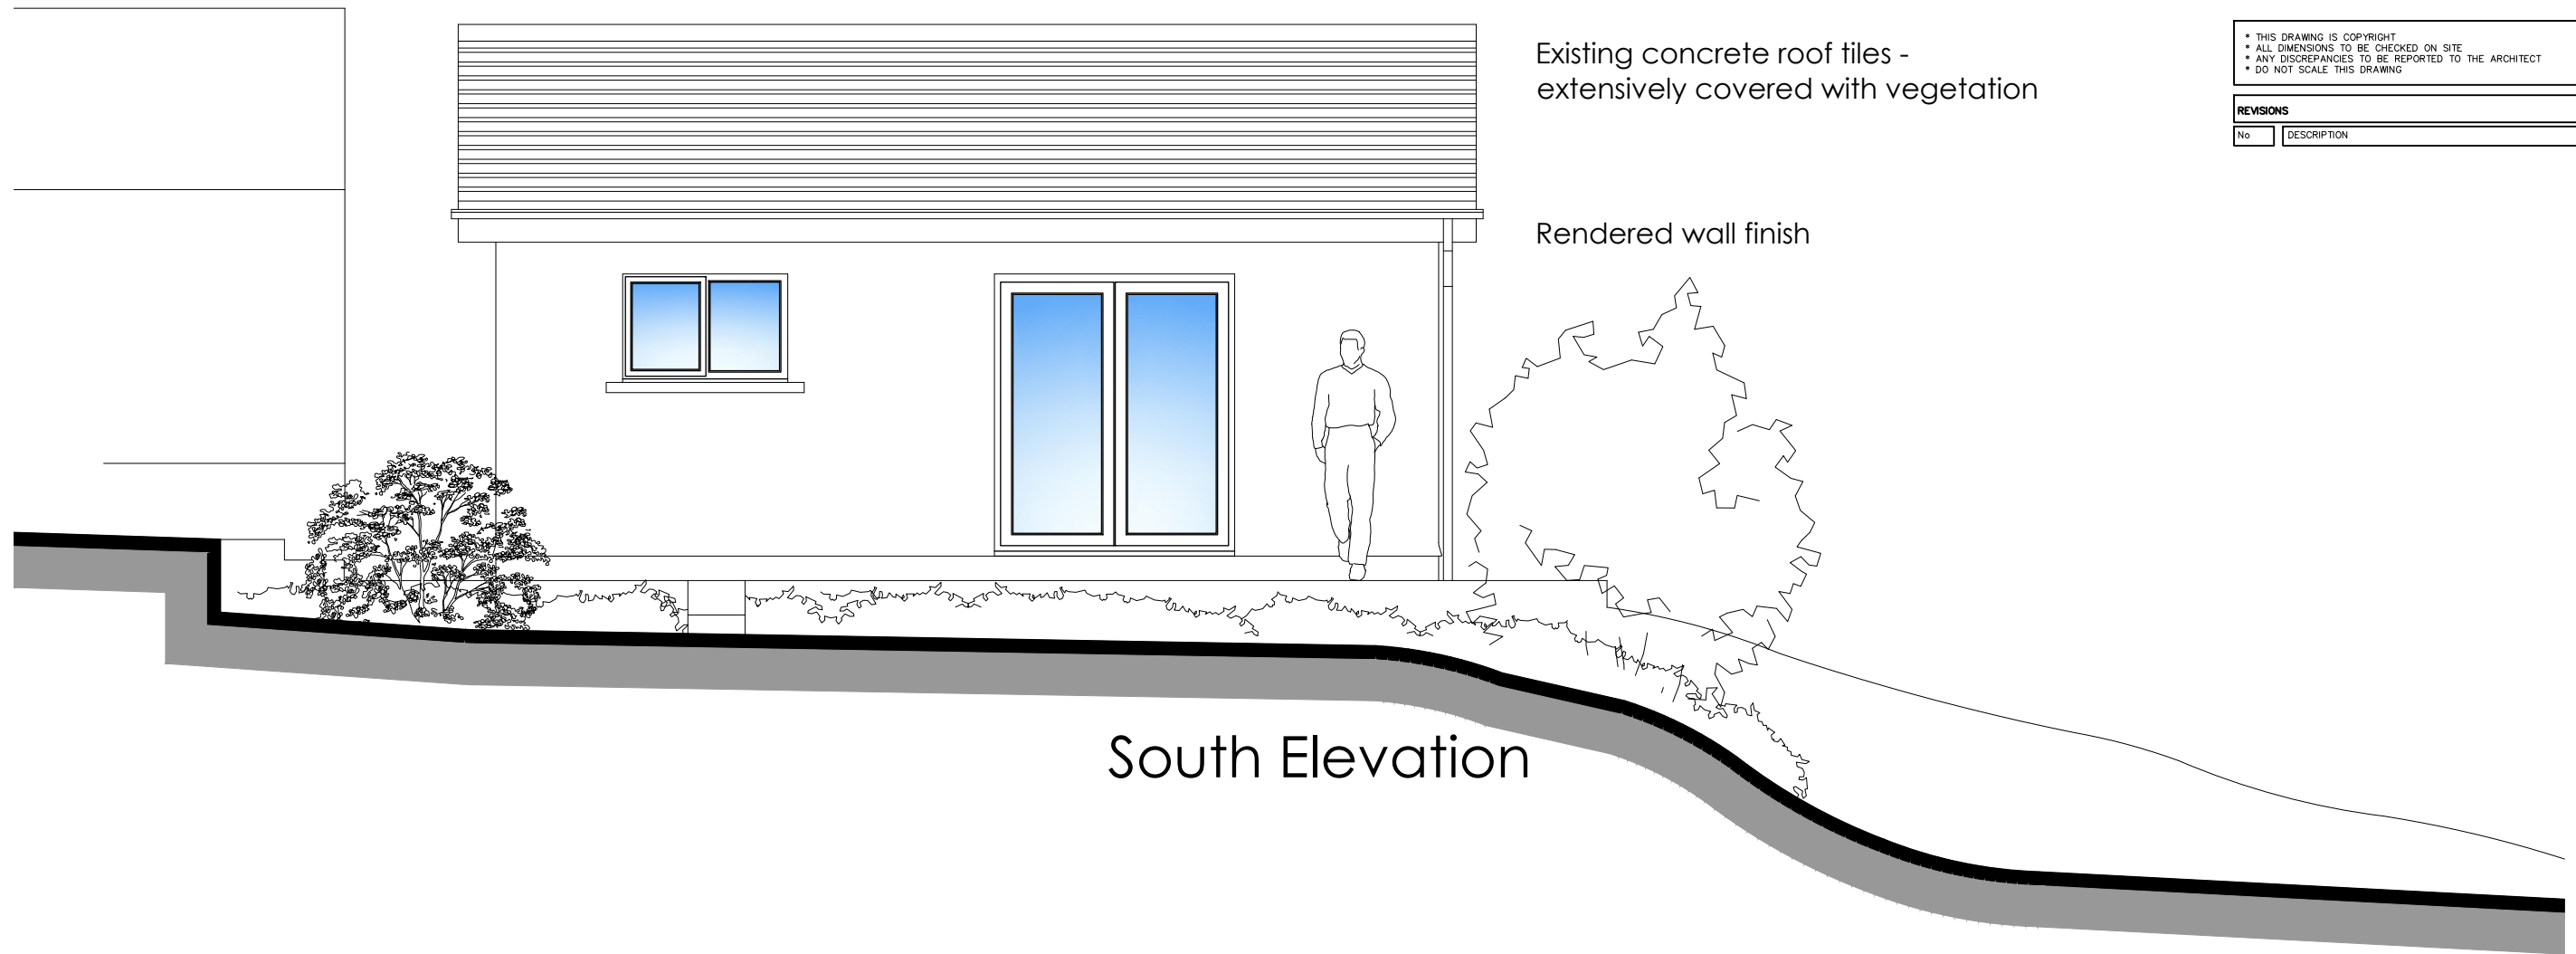 Existing concrete roof tiles -
extensively covered with vegetation
Rendered wall finish
* THIS DRAWING IS COPYRIGHT
* ALL DIMENSIONS TO BE CHECKED ON SITE
* ANY DISCREPANCIES TO BE REPORTED TO THE ARCHITECT
* DO NOT SCALE THIS DRAWING
REVISIONS
No DESCRIPTION
South Elevation